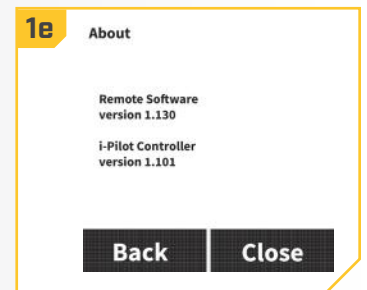 1e
About
Remote Software
version 1.130
i-Pilot Controller
version 1.101
Back Close